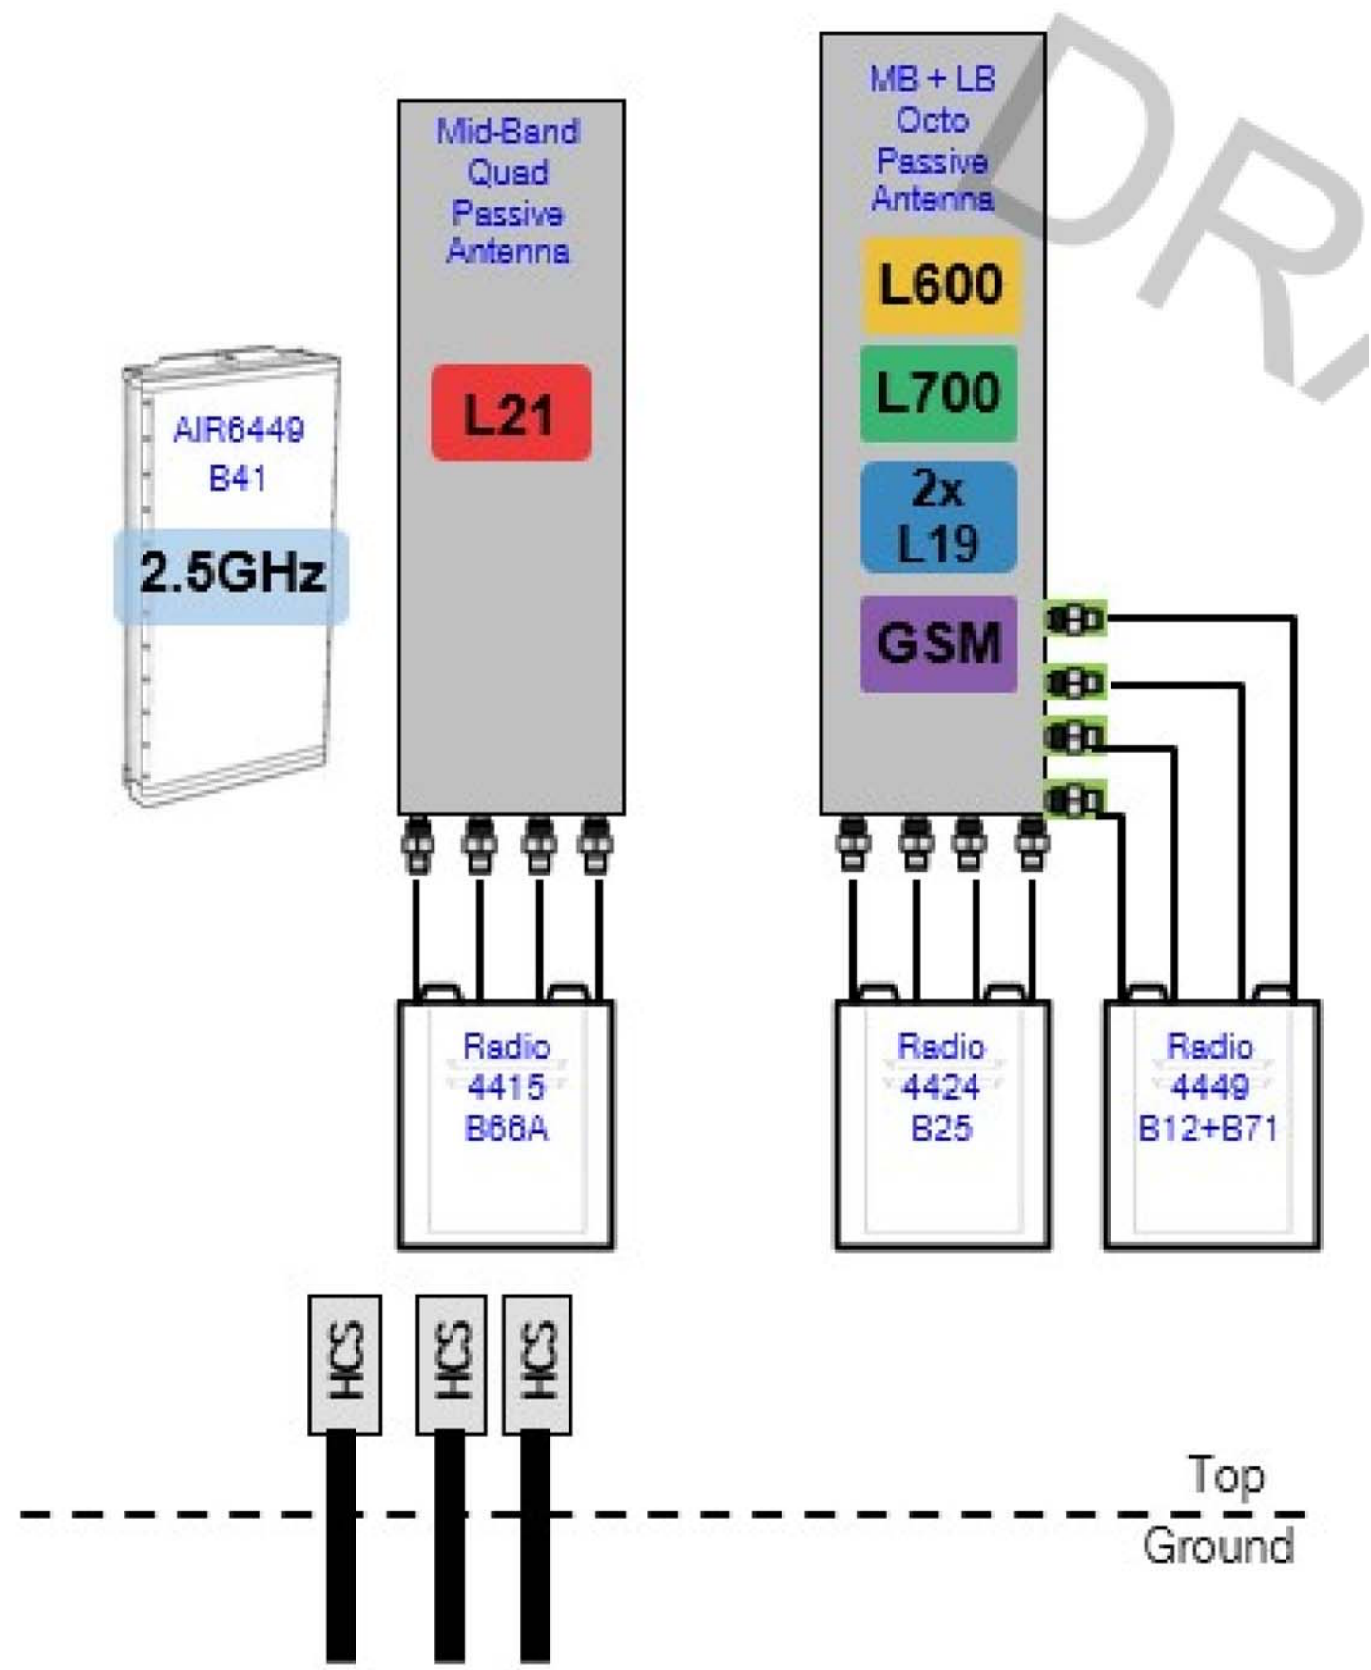 MB + LB
Octo
Passive
Antenna
Mid-Band
Quad
Passive
Antenna
L600
L700
L21
AIR6449
B41
2x
L19
2.5GHz
GSM
Radio
4415
B66A
Radio
4424
B25
Radio
4449
B12+B71
HCS
HCS
HCS
Top
Ground